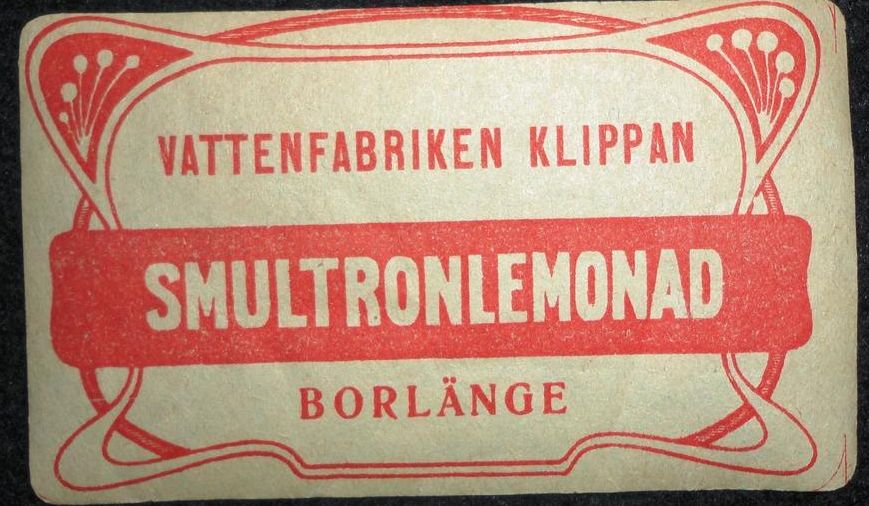 VATTENFABRIKEN KLIPPAN
SMULTRONLEMONAD
BORLÄNGE